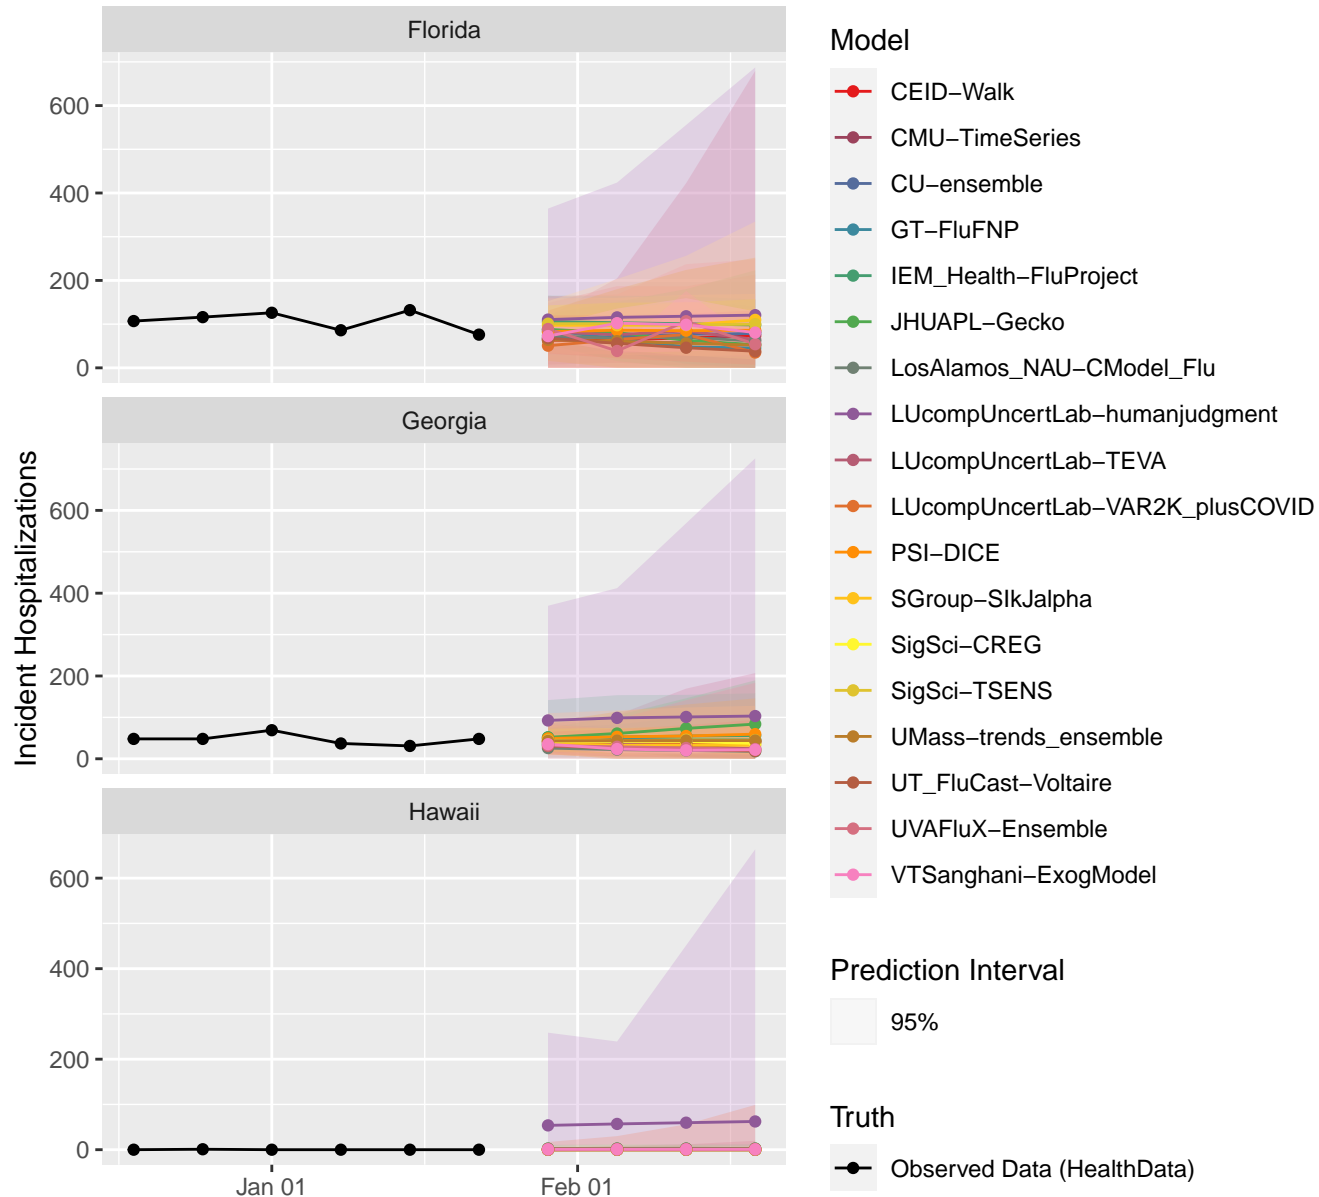 Florida
600
400
200
0
Georgia
600
400
200
0
Hawaii
600
400
200
0
Jan 01
Feb 01
Incident Hospitalizations
Model
CEID−Walk
CMU−TimeSeries
CU−ensemble
GT−FluFNP
IEM_Health−FluProject
JHUAPL−Gecko
LosAlamos_NAU−CModel_Flu
LUcompUncertLab−humanjudgment
LUcompUncertLab−TEVA
LUcompUncertLab−VAR2K_plusCOVID
PSI−DICE
SGroup−SIkJalpha
SigSci−CREG
SigSci−TSENS
UMass−trends_ensemble
UT_FluCast−Voltaire
UVAFluX−Ensemble
VTSanghani−ExogModel
Prediction Interval
95%
Truth
Observed Data (HealthData)